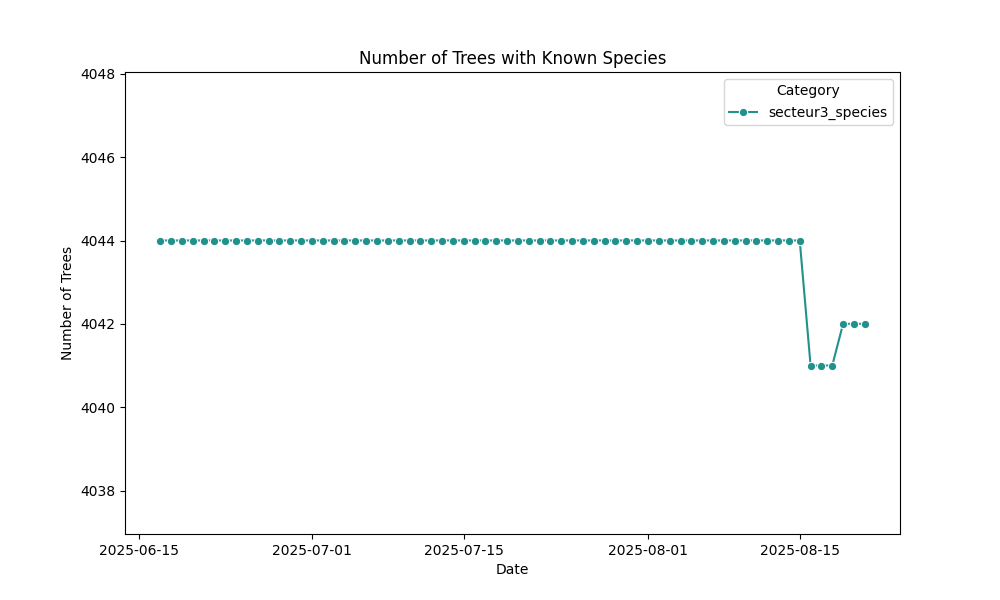 Number of Trees with Known Species
Category
secteur3_species
Number of Trees
4048
4046
4044
4042
4040
4038
2025-06-15
2025-07-01
2025-07-15
2025-08-01
2025-08-15
Date